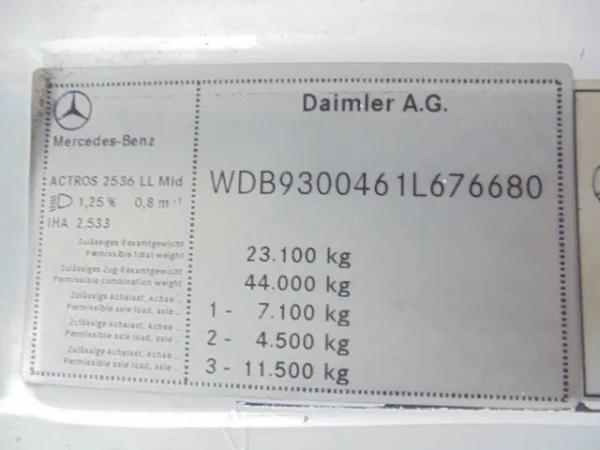 Daimler A.G.
Mercedes-Benz
ACTROS 2536 LL Mid
WDB9300461L676680
1,25% 0,8 m⁻¹
IHA 2,533
Zulässiges Gesamtgewicht
Permissible total weight
23.100 kg
Zulässiges Zug-Gesamtgewicht
Permissible combination weight
44.000 kg
Zulässige Achslast, Achse...
Permissible axle load, axle...
1 - 7.100 kg
Zulässige Achslast, Achse...
Permissible axle load, axle...
2 - 4.500 kg
Zulässige Achslast, Achse...
Permissible axle load, axle...
3 - 11.500 kg